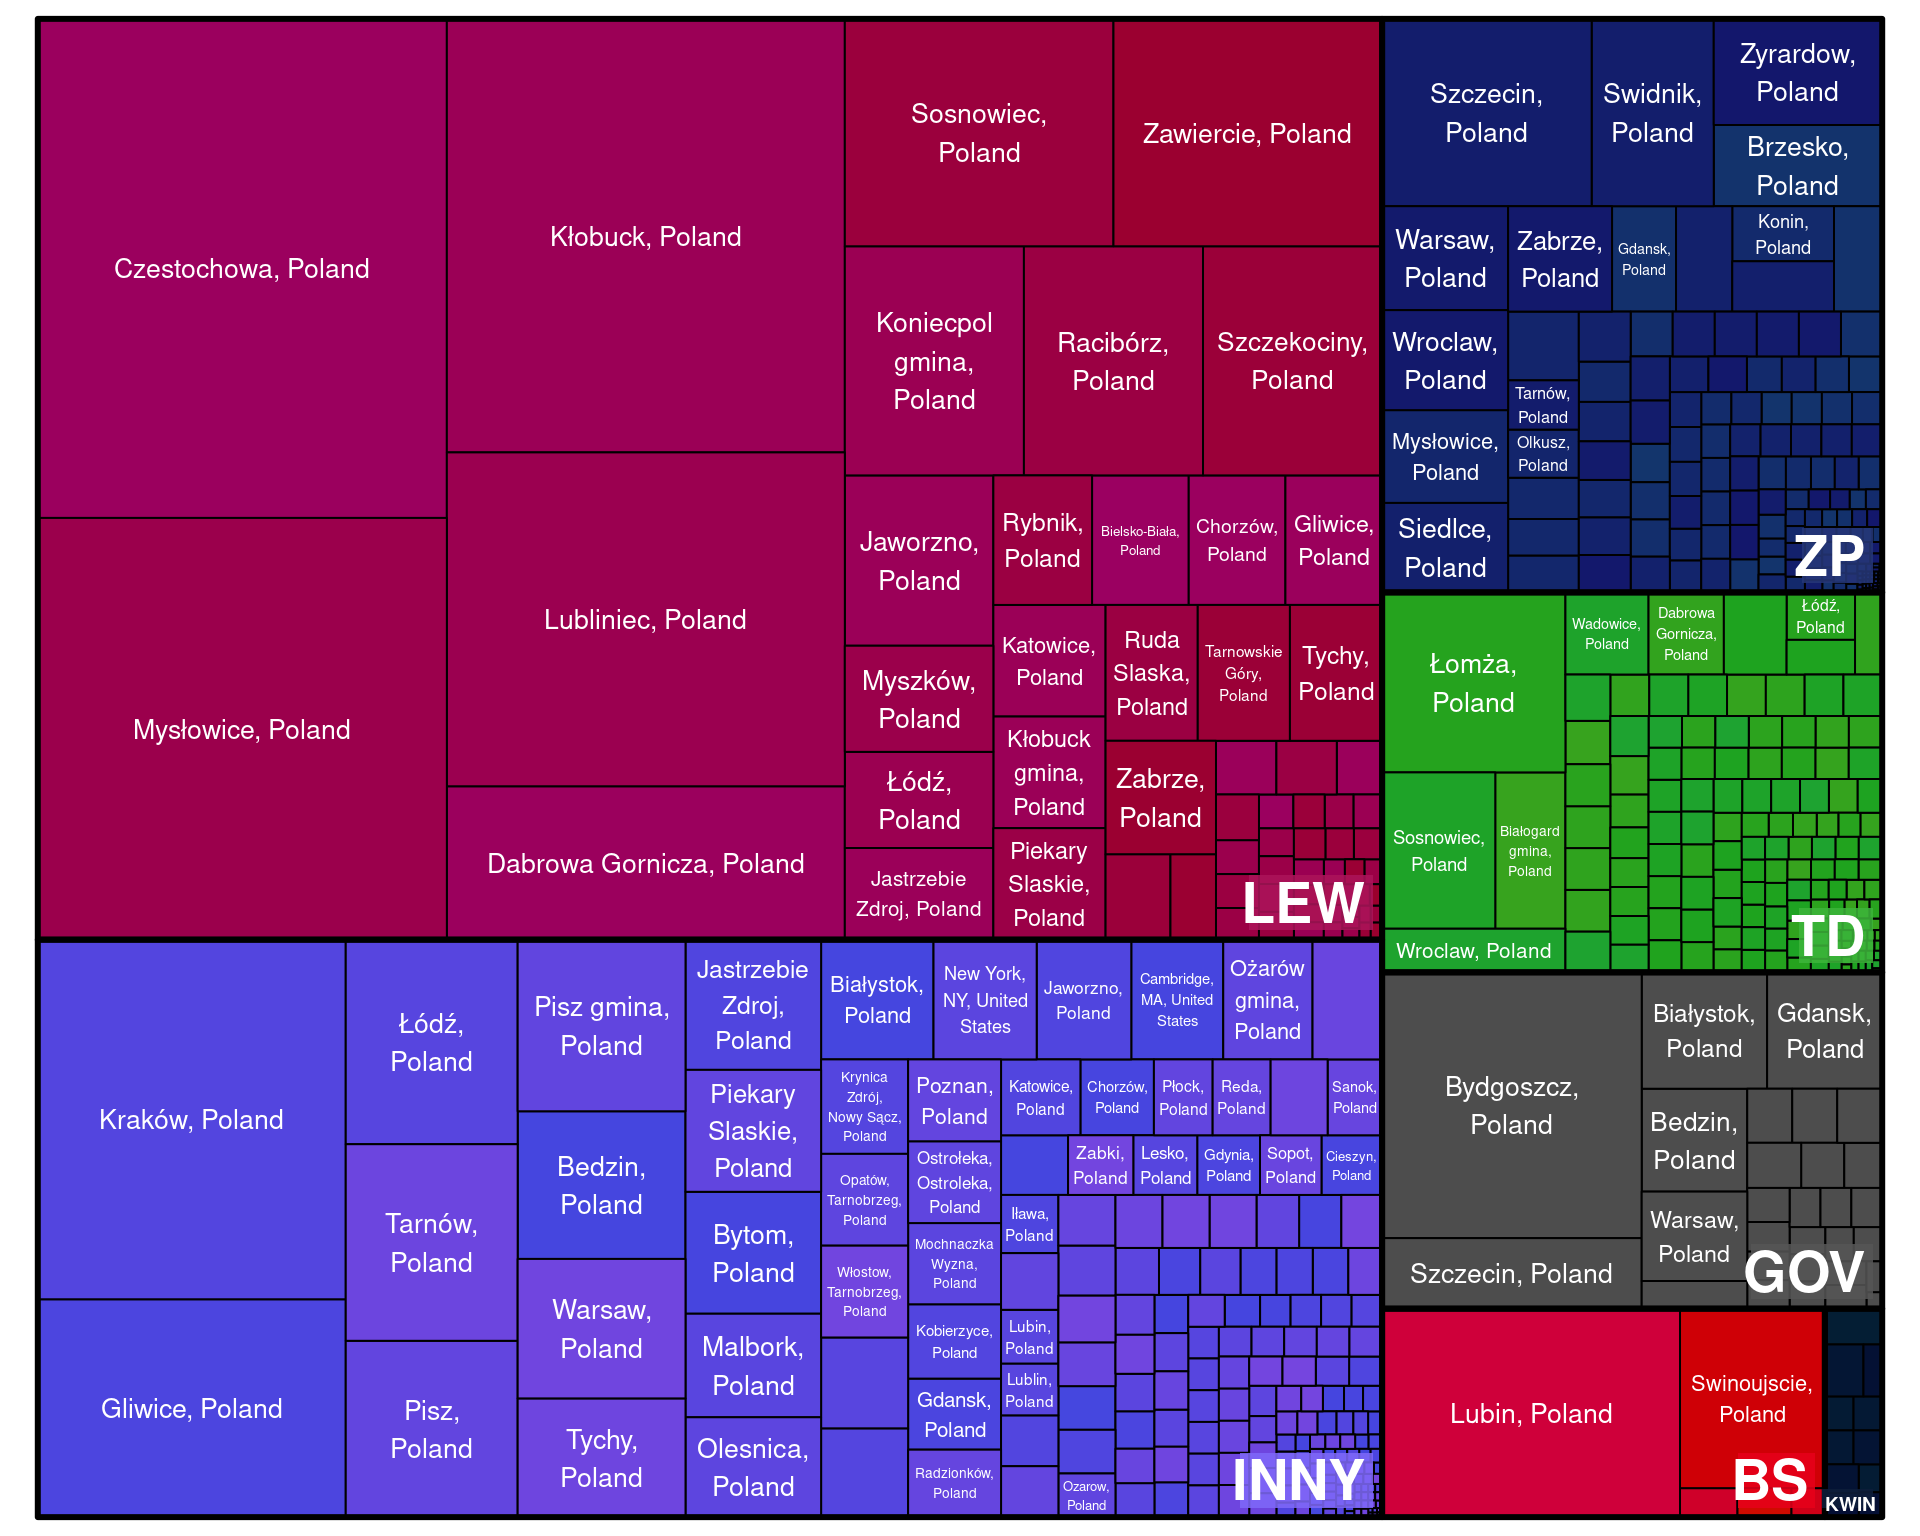 Czestochowa, Poland
Mysłowice, Poland
Kłobuck, Poland
Lubliniec, Poland
Dabrowa Gornicza, Poland
Sosnowiec,
Poland
Zawiercie, Poland
Koniecpol
gmina,
Poland
Racibórz,
Poland
Szczekociny,
Poland
Jaworzno,
Poland
Myszków,
Poland
Łódź,
Poland
Jastrzebie
Zdroj, Poland
Rybnik,
Poland
Bielsko-Biała,
Poland
Chorzów,
Poland
Gliwice,
Poland
Katowice,
Poland
Kłobuck
gmina,
Poland
Piekary
Slaskie,
Poland
Ruda
Slaska,
Poland
Tarnowskie
Góry,
Poland
Tychy,
Poland
Zabrze,
Poland
LEW
Kraków, Poland
Gliwice, Poland
Łódź,
Poland
Tarnów,
Poland
Pisz,
Poland
Pisz gmina,
Poland
Bedzin,
Poland
Warsaw,
Poland
Tychy,
Poland
Jastrzebie
Zdroj,
Poland
Piekary
Slaskie,
Poland
Bytom,
Poland
Malbork,
Poland
Olesnica,
Poland
Białystok,
Poland
New York,
NY, United
States
Jaworzno,
Poland
Cambridge,
MA, United
States
Ożarów
gmina,
Poland
Krynica
Zdrój,
Nowy Sącz,
Poland
Opatów,
Tarnobrzeg,
Poland
Włostow,
Tarnobrzeg,
Poland
Poznan,
Poland
Ostrołeka,
Ostroleka,
Poland
Mochnaczka
Wyzna,
Poland
Kobierzyce,
Poland
Gdansk,
Poland
Radzionków,
Poland
Katowice,
Poland
Chorzów,
Poland
Płock,
Poland
Reda,
Poland
Sanok,
Poland
Zabki,
Poland
Lesko,
Poland
Gdynia,
Poland
Sopot,
Poland
Cieszyn,
Poland
Iława,
Poland
Lubin,
Poland
Lublin,
Poland
Ozarow,
Poland
INNY
Szczecin,
Poland
Swidnik,
Poland
Zyrardow,
Poland
Brzesko,
Poland
Warsaw,
Poland
Wroclaw,
Poland
Mysłowice,
Poland
Siedlce,
Poland
Zabrze,
Poland
Gdansk,
Poland
Konin,
Poland
Tarnów,
Poland
Olkusz,
Poland
ZP
Łomża,
Poland
Sosnowiec,
Poland
Białogard
gmina,
Poland
Wroclaw, Poland
Wadowice,
Poland
Dabrowa
Gornicza,
Poland
Łódź,
Poland
TD
Bydgoszcz,
Poland
Szczecin, Poland
Białystok,
Poland
Gdansk,
Poland
Bedzin,
Poland
Warsaw,
Poland
GOV
Lubin, Poland
Swinoujscie,
Poland
BS
KWIN